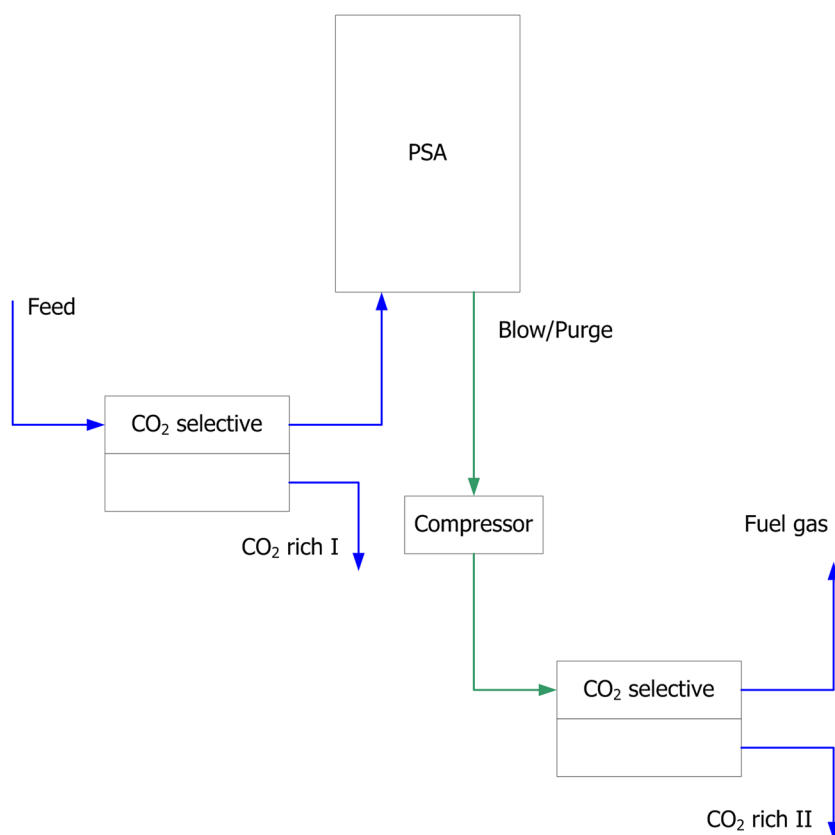 PSA
Feed
Blow/Purge
CO₂ selective
CO₂ rich I
Compressor
Fuel gas
CO₂ selective
CO₂ rich II